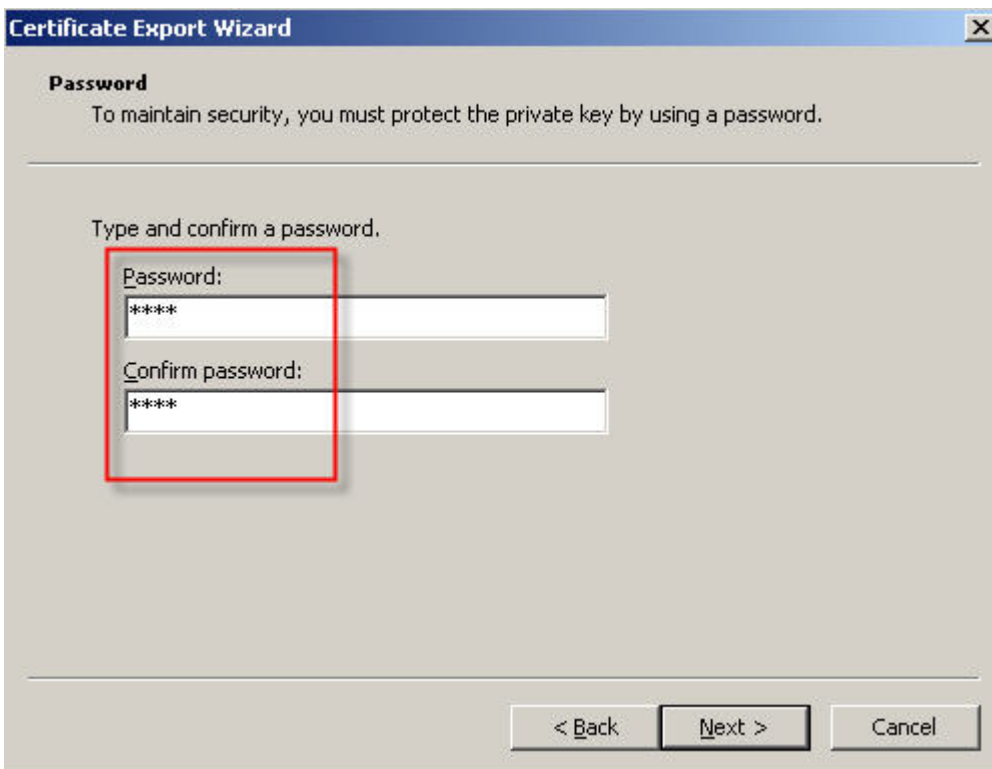 Certificate Export Wizard
Password
To maintain security, you must protect the private key by using a password.
Type and confirm a password.
Password:
****
Confirm password:
****
< Back Next > Cancel